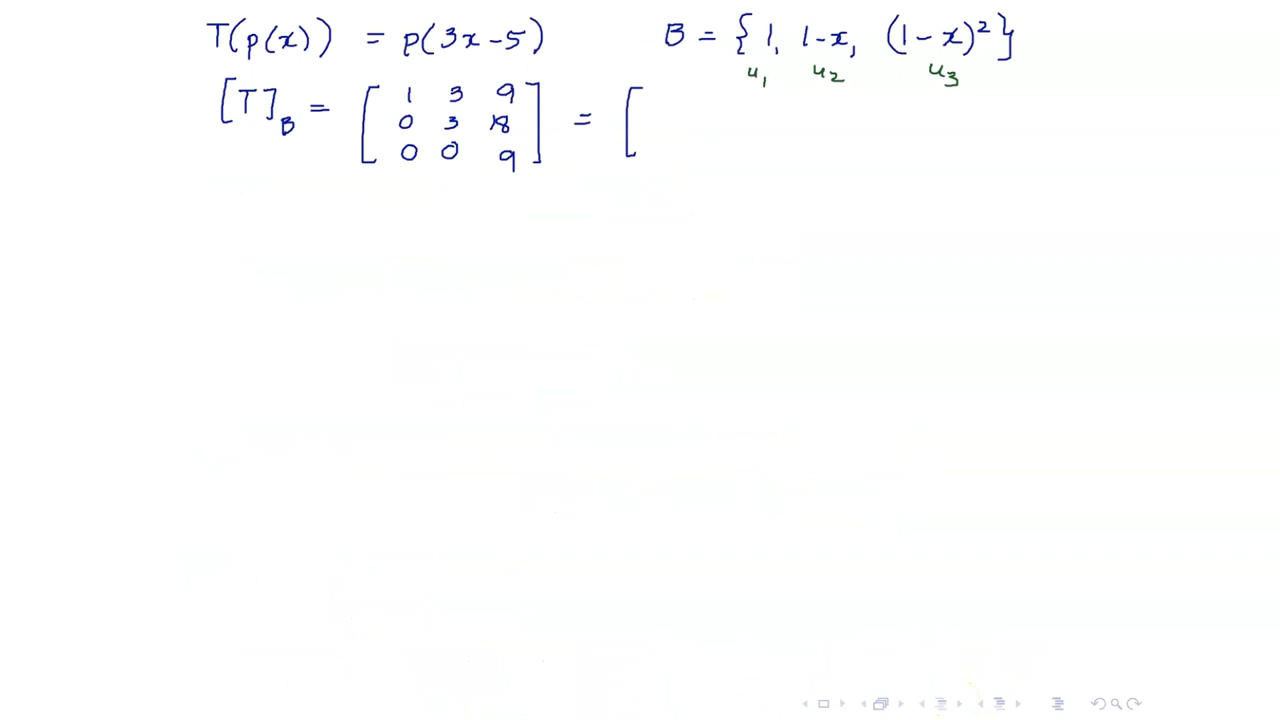 T(p(x)) = p(3x-5) B = {1, 1-x, (1-x)²}
u₁ u₂ u₃
[T]_B = [ 1 3 9 ] = [
0 3 18
0 0 9